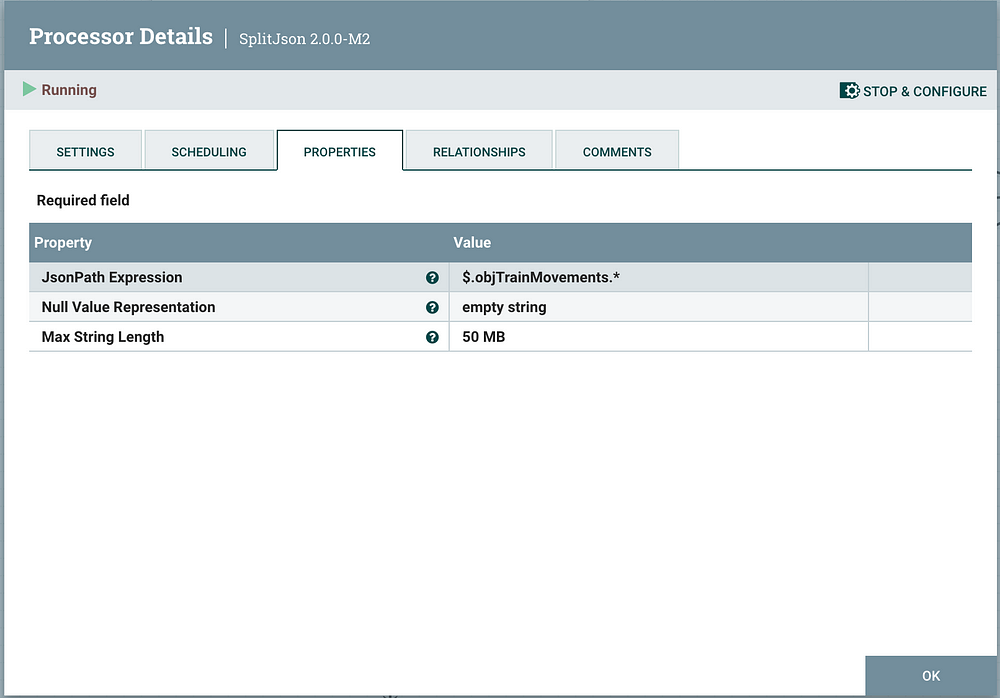 Processor Details | SplitJson 2.0.0-M2
Running STOP & CONFIGURE
SETTINGS SCHEDULING PROPERTIES RELATIONSHIPS COMMENTS
Required field
Property Value
JsonPath Expression ? $.objTrainMovements.*
Null Value Representation ? empty string
Max String Length ? 50 MB
OK